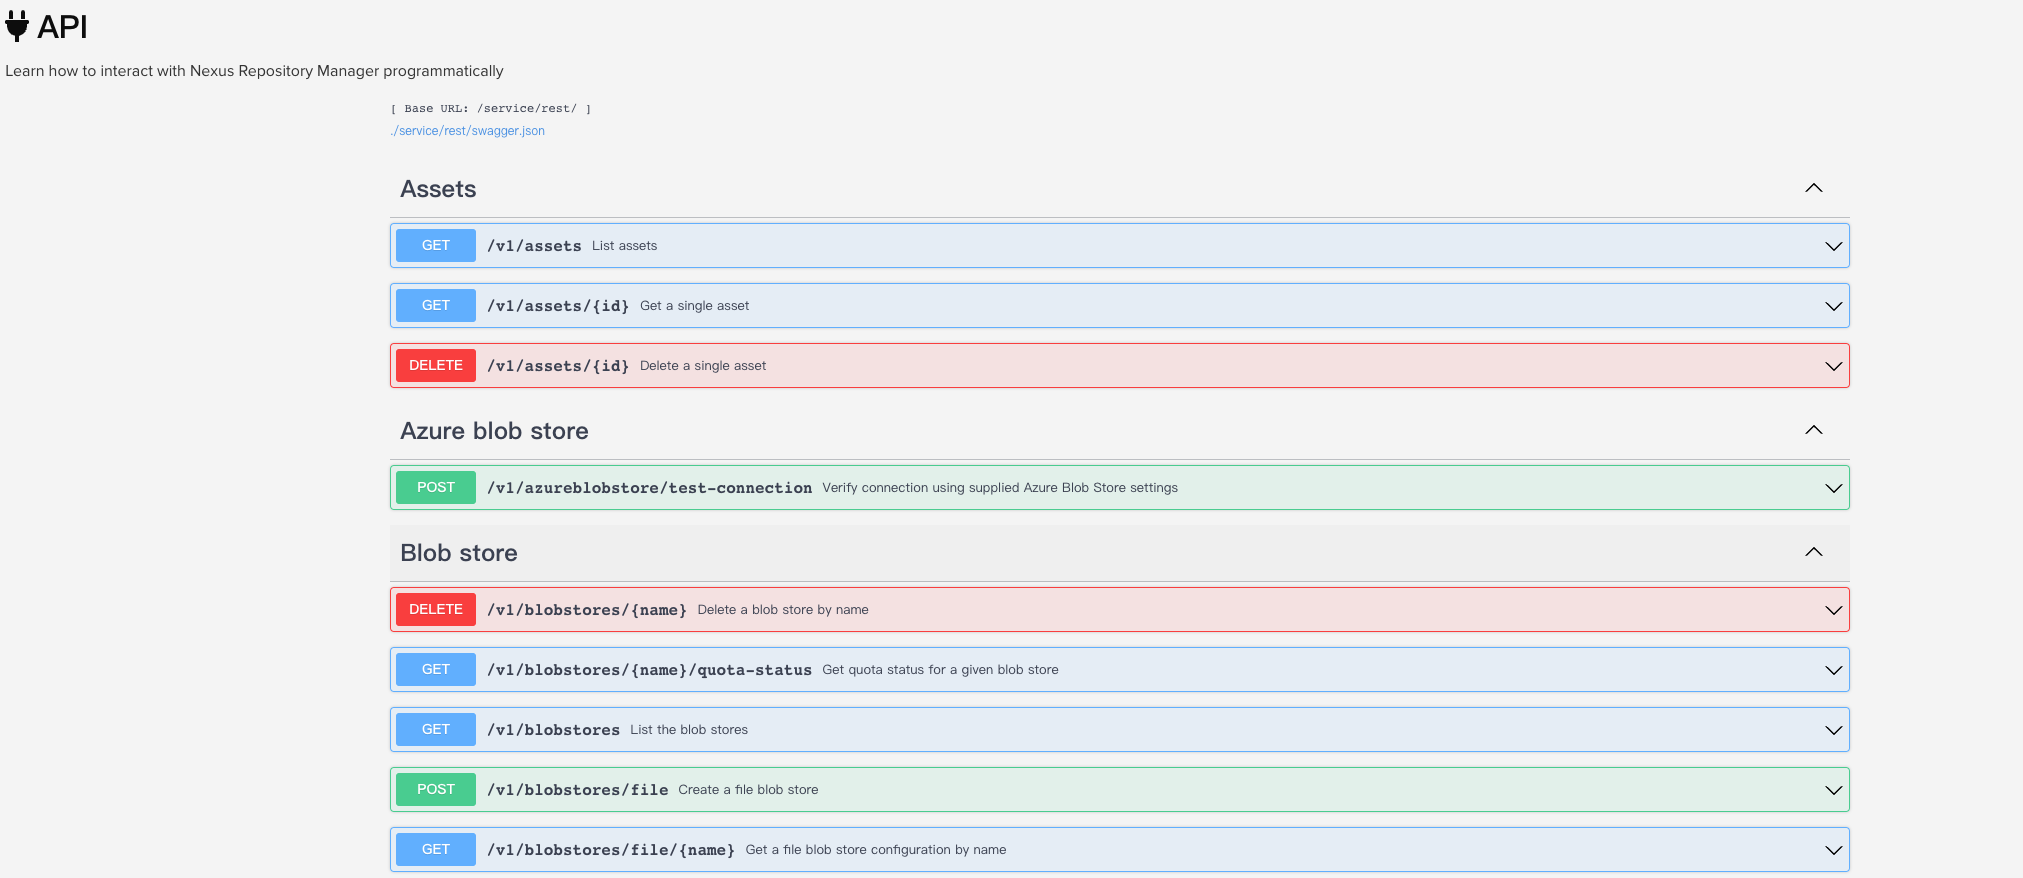 API
Learn how to interact with Nexus Repository Manager programmatically
[ Base URL: /service/rest/ ]
./service/rest/swagger.json
Assets
GET /v1/assets List assets
GET /v1/assets/{id} Get a single asset
DELETE /v1/assets/{id} Delete a single asset
Azure blob store
POST /v1/azureblobstore/test-connection Verify connection using supplied Azure Blob Store settings
Blob store
DELETE /v1/blobstores/{name} Delete a blob store by name
GET /v1/blobstores/{name}/quota-status Get quota status for a given blob store
GET /v1/blobstores List the blob stores
POST /v1/blobstores/file Create a file blob store
GET /v1/blobstores/file/{name} Get a file blob store configuration by name